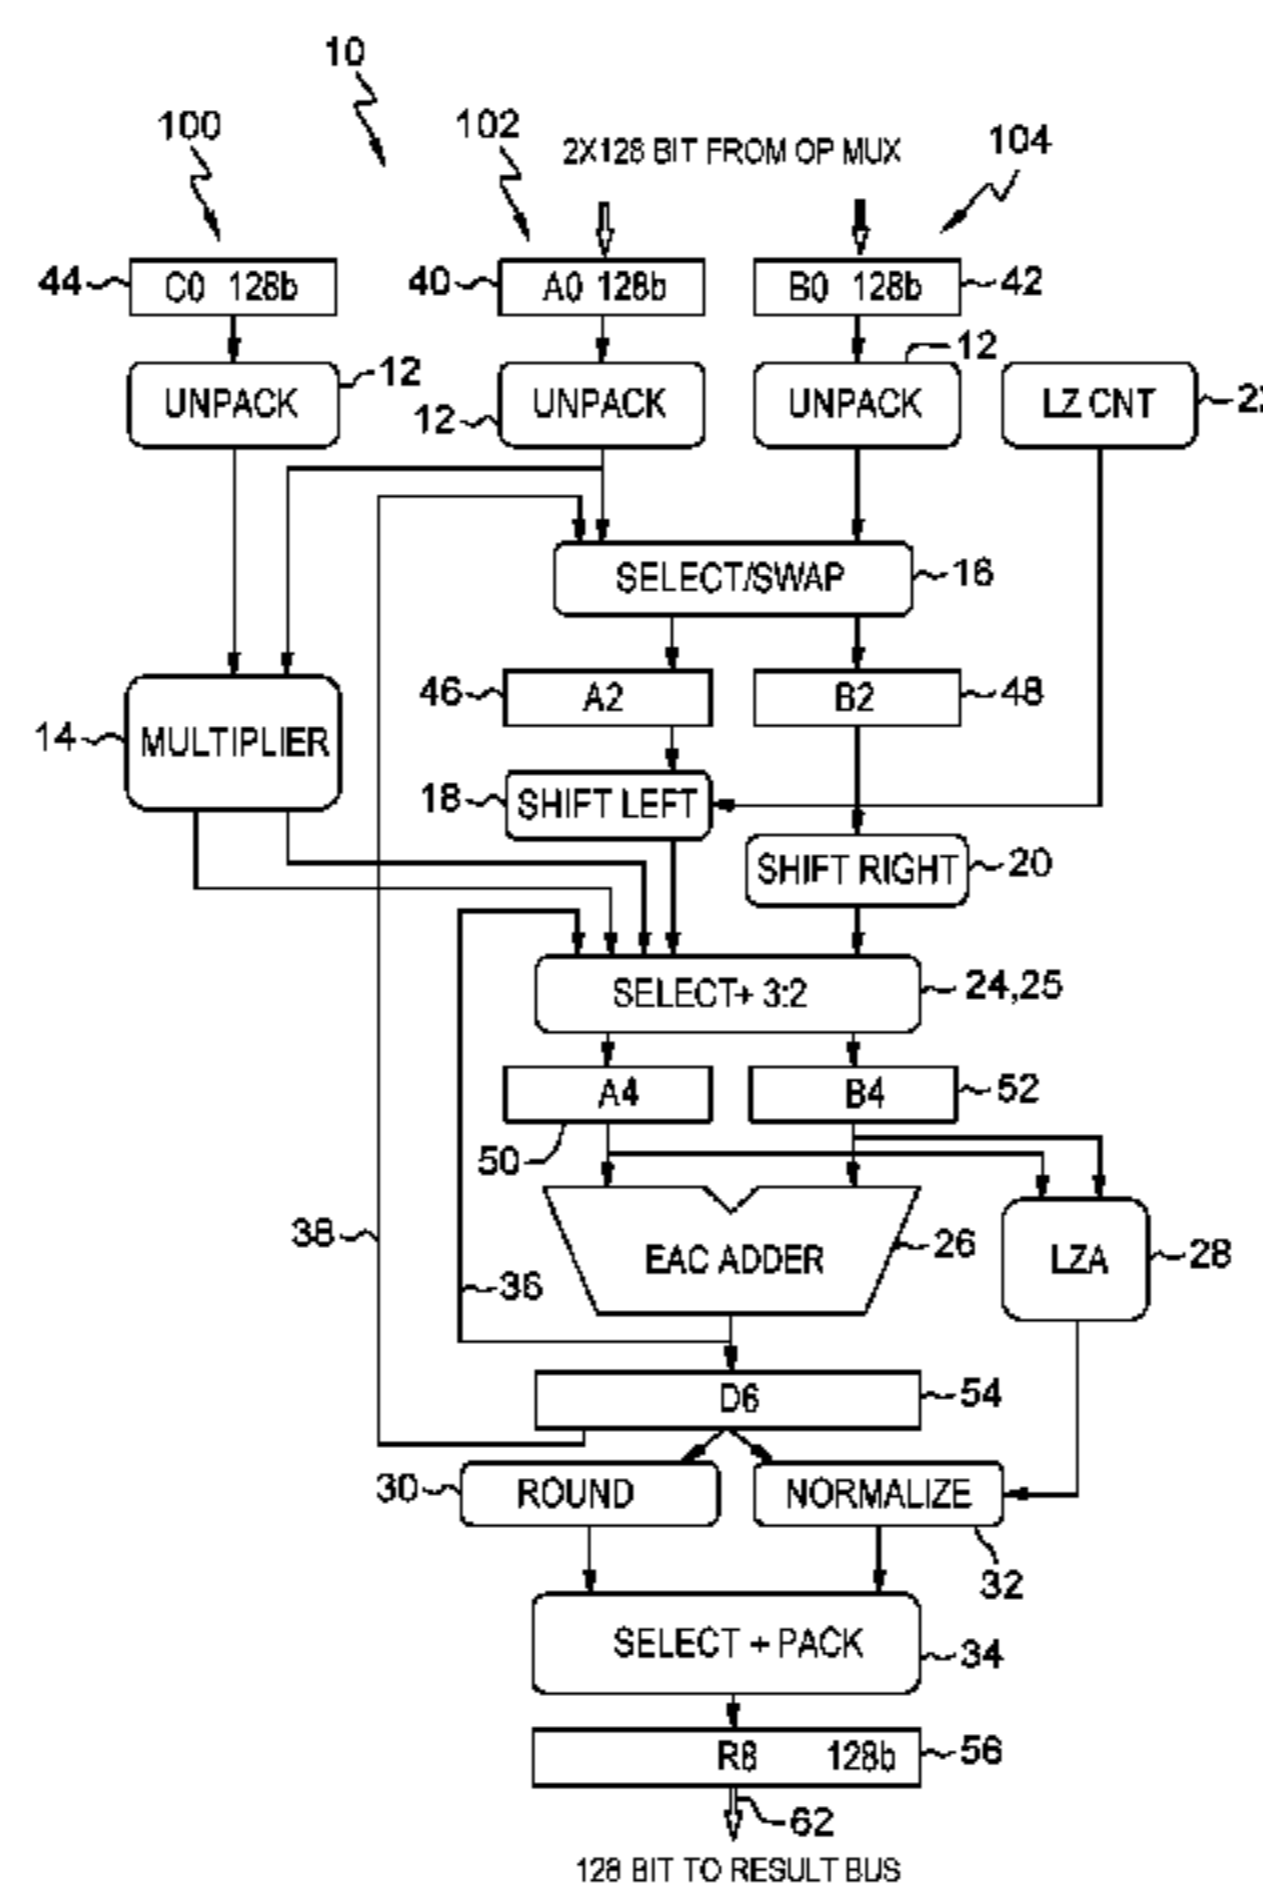 10
100
102
2X128 BIT FROM OP MUX
104
44 C0 128b
40 A0 128b
B0 128b 42
UNPACK 12
12 UNPACK
UNPACK 12
LZ CNT
SELECT/SWAP 16
46 A2
B2 48
14 MULTIPLIER
18 SHIFT LEFT
SHIFT RIGHT 20
SELECT+ 3:2 24,25
A4
B4 52
50
38
36
EAC ADDER 26
LZA 28
D6 54
30 ROUND
NORMALIZE
32
SELECT + PACK 34
R8 128b 56
62
128 BIT TO RESULT BUS